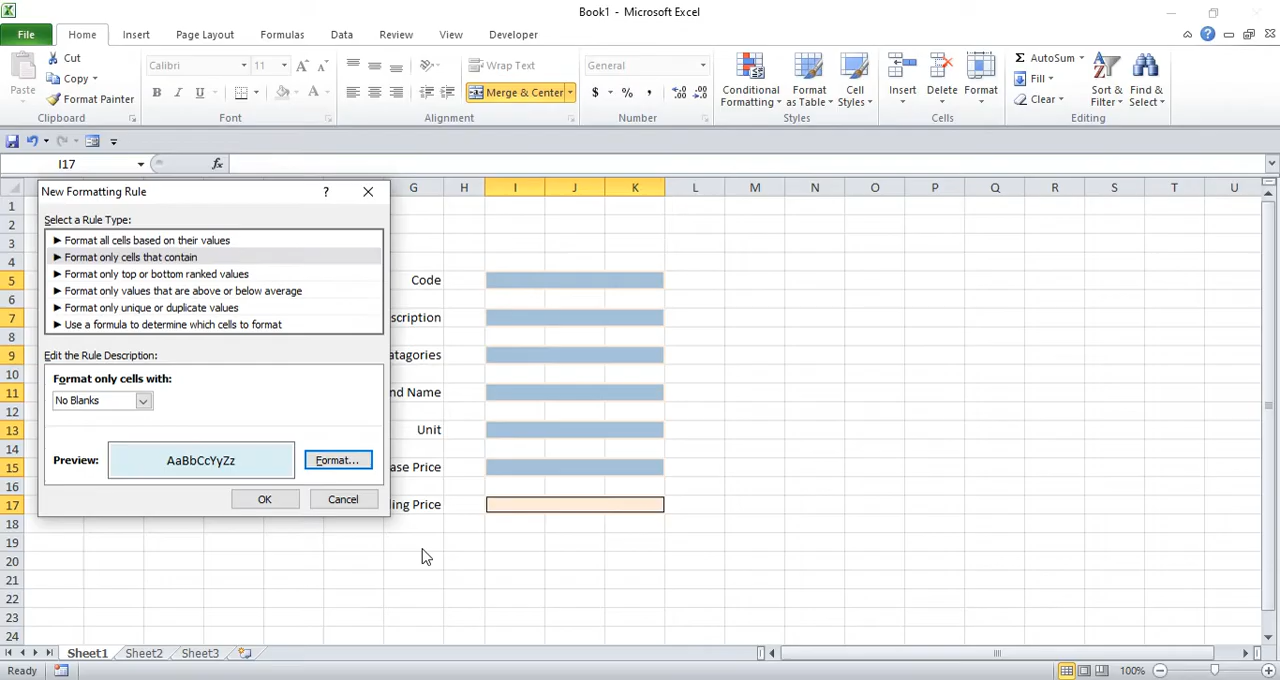 Book1 - Microsoft Excel
File Home Insert Page Layout Formulas Data Review View Developer
Cut
Copy
Format Painter
Paste
Clipboard
Calibri 11
B I U A
Font
Wrap Text
Merge & Center
Alignment
General
$ % ,
Number
Conditional Formatting
Format as Table
Cell Styles
Styles
Insert Delete Format
Cells
AutoSum
Fill
Clear
Sort & Filter
Find & Select
Editing
I17 fx
New Formatting Rule ?
Select a Rule Type:
► Format all cells based on their values
► Format only cells that contain
► Format only top or bottom ranked values
► Format only values that are above or below average
► Format only unique or duplicate values
► Use a formula to determine which cells to format
Edit the Rule Description:
Format only cells with:
No Blanks
Preview: AaBbCcYyZz Format...
OK Cancel
G H I J K L M N O P Q R S T U
1
2
3
4
5 Code
6
7 scription
8
9 atagories
10
11 nd Name
12
13 Unit
14
15 ase Price
16
17 ling Price
18
19
20
21
22
23
24
Sheet1 Sheet2 Sheet3
Ready 100%